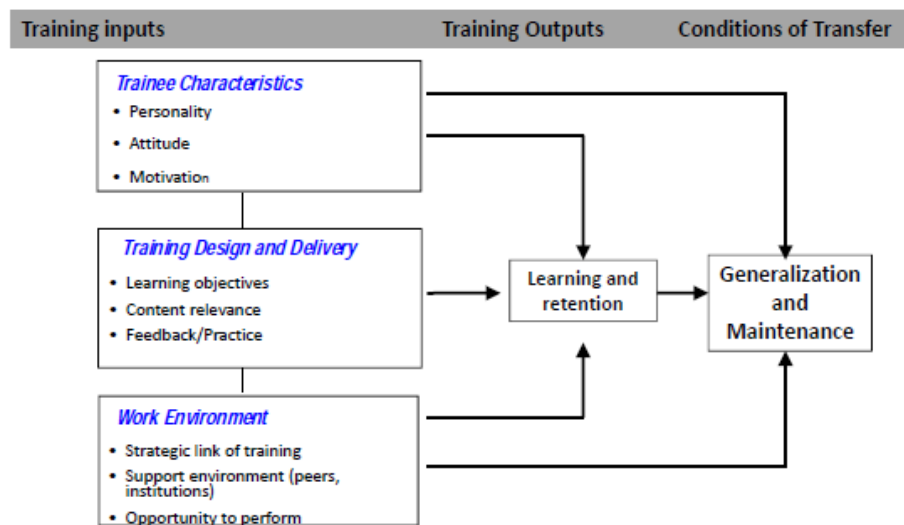 Training inputs
Training Outputs
Conditions of Transfer
Trainee Characteristics
• Personality
• Attitude
• Motivation
Training Design and Delivery
• Learning objectives
• Content relevance
• Feedback/Practice
Work Environment
• Strategic link of training
• Support environment (peers,
institutions)
• Opportunity to perform
Learning and
retention
Generalization
and
Maintenance